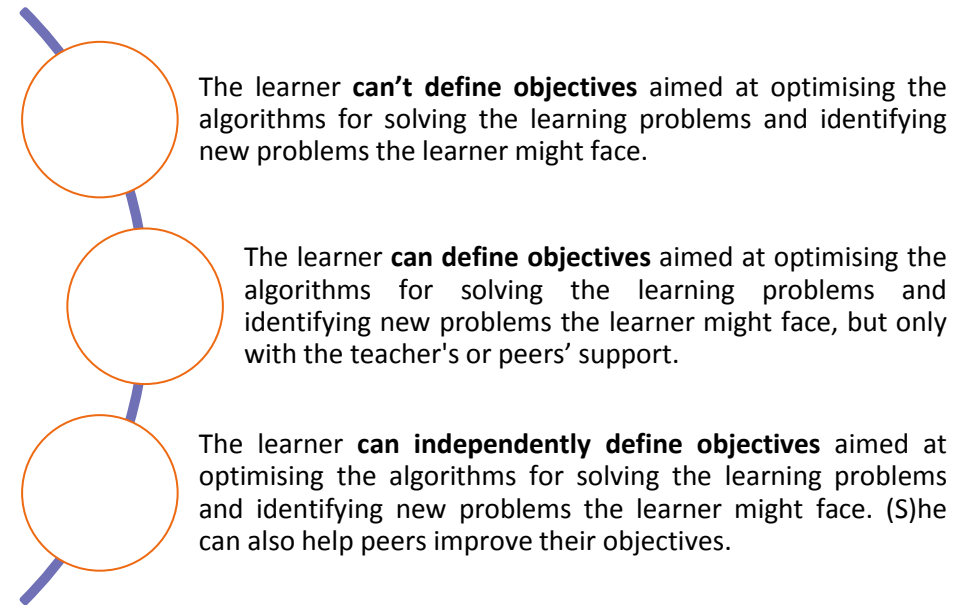 The learner can’t define objectives aimed at optimising the
algorithms for solving the learning problems and identifying
new problems the learner might face.
The learner can define objectives aimed at optimising the
algorithms for solving the learning problems and
identifying new problems the learner might face, but only
with the teacher's or peers’ support.
The learner can independently define objectives aimed at
optimising the algorithms for solving the learning problems
and identifying new problems the learner might face. (S)he
can also help peers improve their objectives.